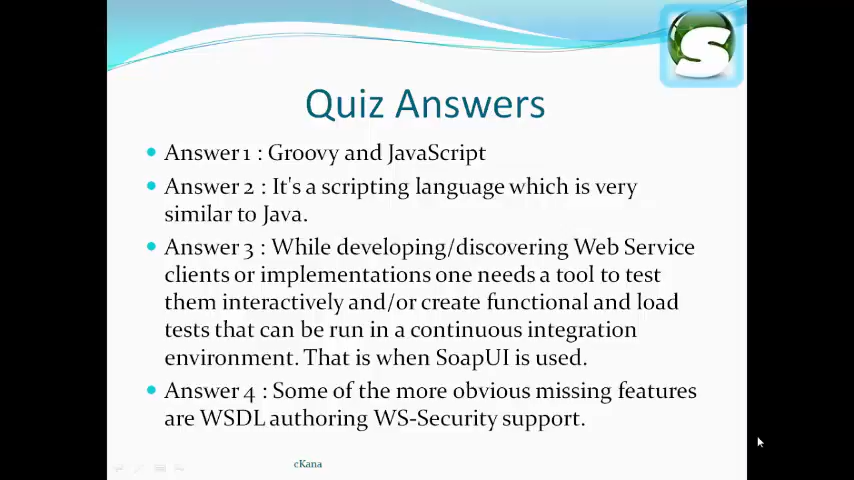 S
Quiz Answers
Answer 1 : Groovy and JavaScript
Answer 2 : It's a scripting language which is very
similar to Java.
Answer 3 : While developing/discovering Web Service
clients or implementations one needs a tool to test
them interactively and/or create functional and load
tests that can be run in a continuous integration
environment. That is when SoapUI is used.
Answer 4 : Some of the more obvious missing features
are WSDL authoring WS-Security support.
cKana